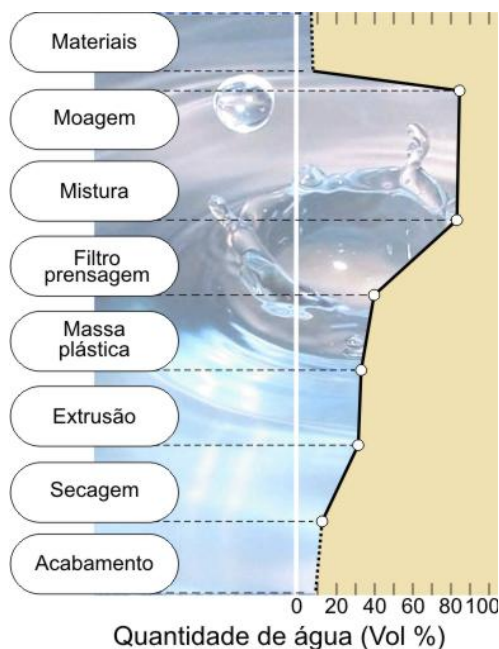 Materiais
Moagem
Mistura
Filtro
prensagem
Massa
plástica
Extrusão
Secagem
Acabamento
0 20 40 60 80 100
Quantidade de água (Vol %)